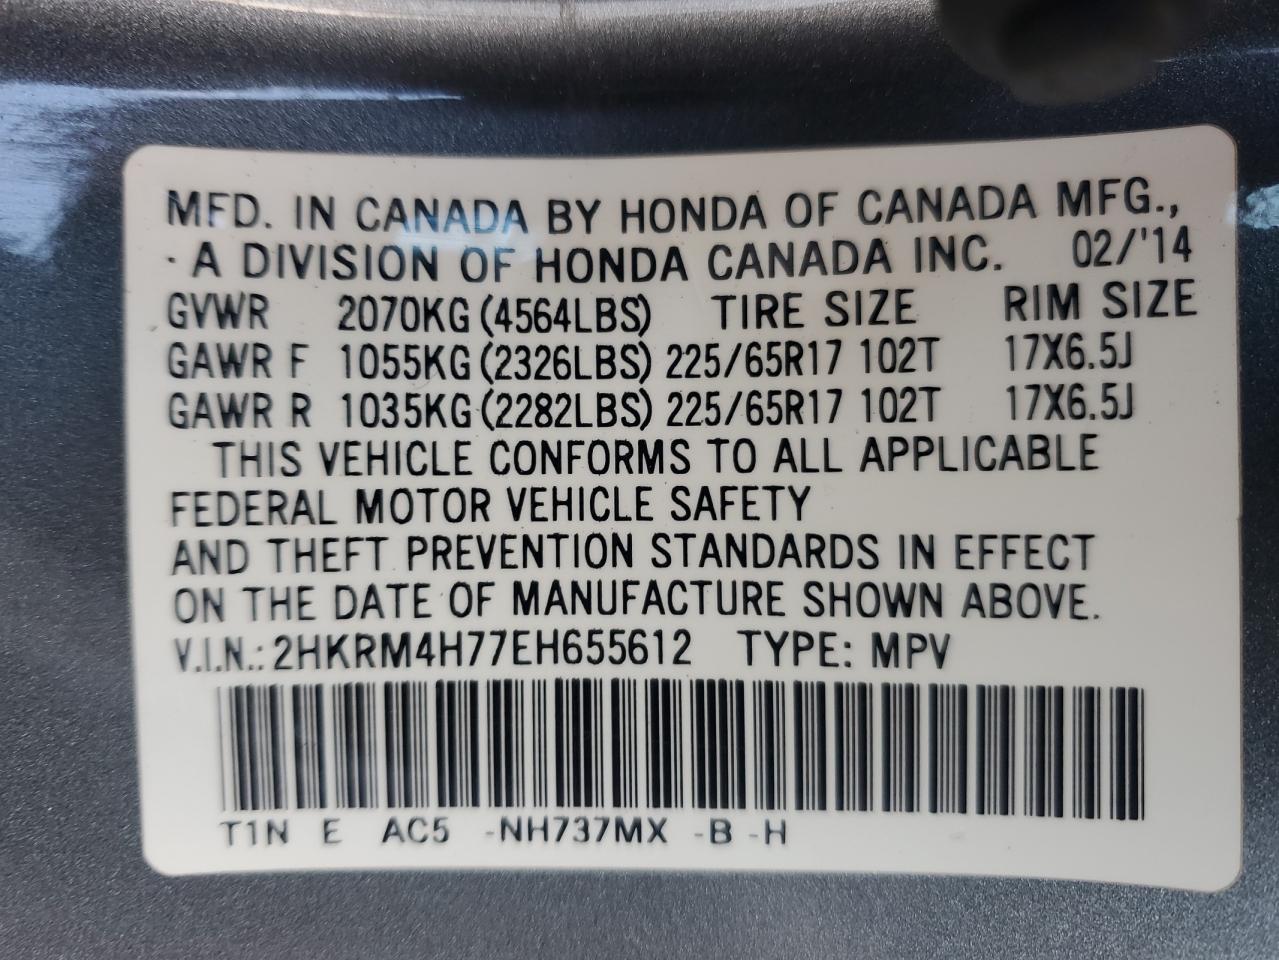 MFD. IN CANADA BY HONDA OF CANADA MFG.,
A DIVISION OF HONDA CANADA INC. 02/'14
GVWR 2070KG (4564LBS) TIRE SIZE RIM SIZE
GAWR F 1055KG (2326LBS) 225/65R17 102T 17X6.5J
GAWR R 1035KG (2282LBS) 225/65R17 102T 17X6.5J
THIS VEHICLE CONFORMS TO ALL APPLICABLE
FEDERAL MOTOR VEHICLE SAFETY
AND THEFT PREVENTION STANDARDS IN EFFECT
ON THE DATE OF MANUFACTURE SHOWN ABOVE.
V.I.N.: 2HKRM4H77EH655612 TYPE: MPV
T1N E AC5 -NH737MX -B -H